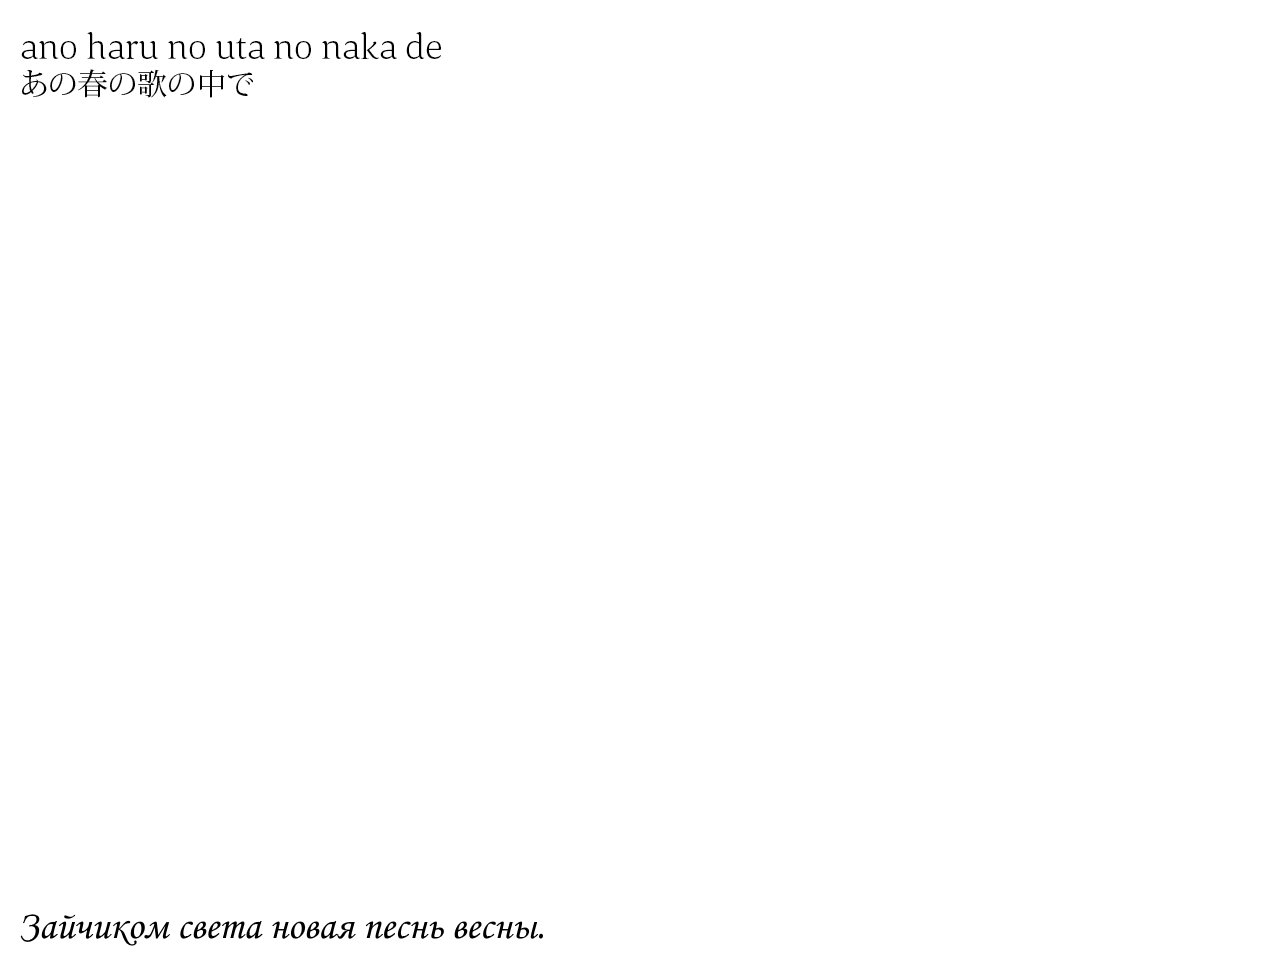 ano haru no uta no naka de
あの春の歌の中で
Зайчиком света новая песнь весны.